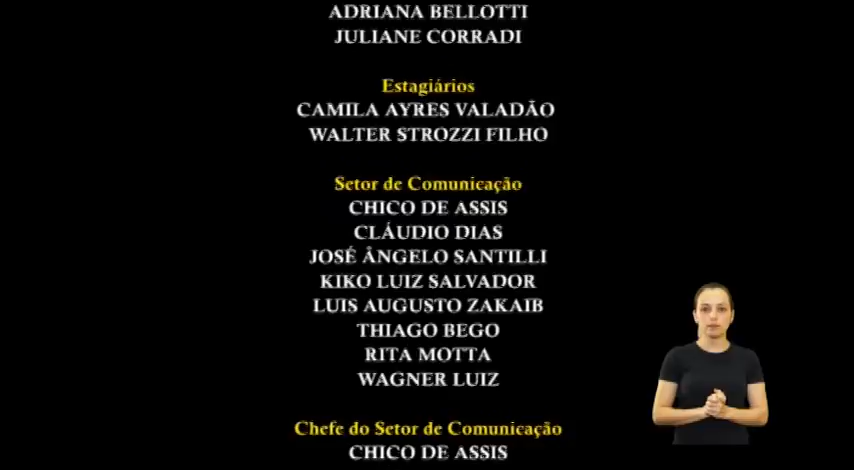 ADRIANA BELLOTTI
JULIANE CORRADI
Estagiários
CAMILA AYRES VALADÃO
WALTER STROZZI FILHO
Setor de Comunicação
CHICO DE ASSIS
CLÁUDIO DIAS
JOSÉ ÂNGELO SANTILLI
KIKO LUIZ SALVADOR
LUIS AUGUSTO ZAKAIB
THIAGO BEGO
RITA MOTTA
WAGNER LUIZ
Chefe do Setor de Comunicação
CHICO DE ASSIS